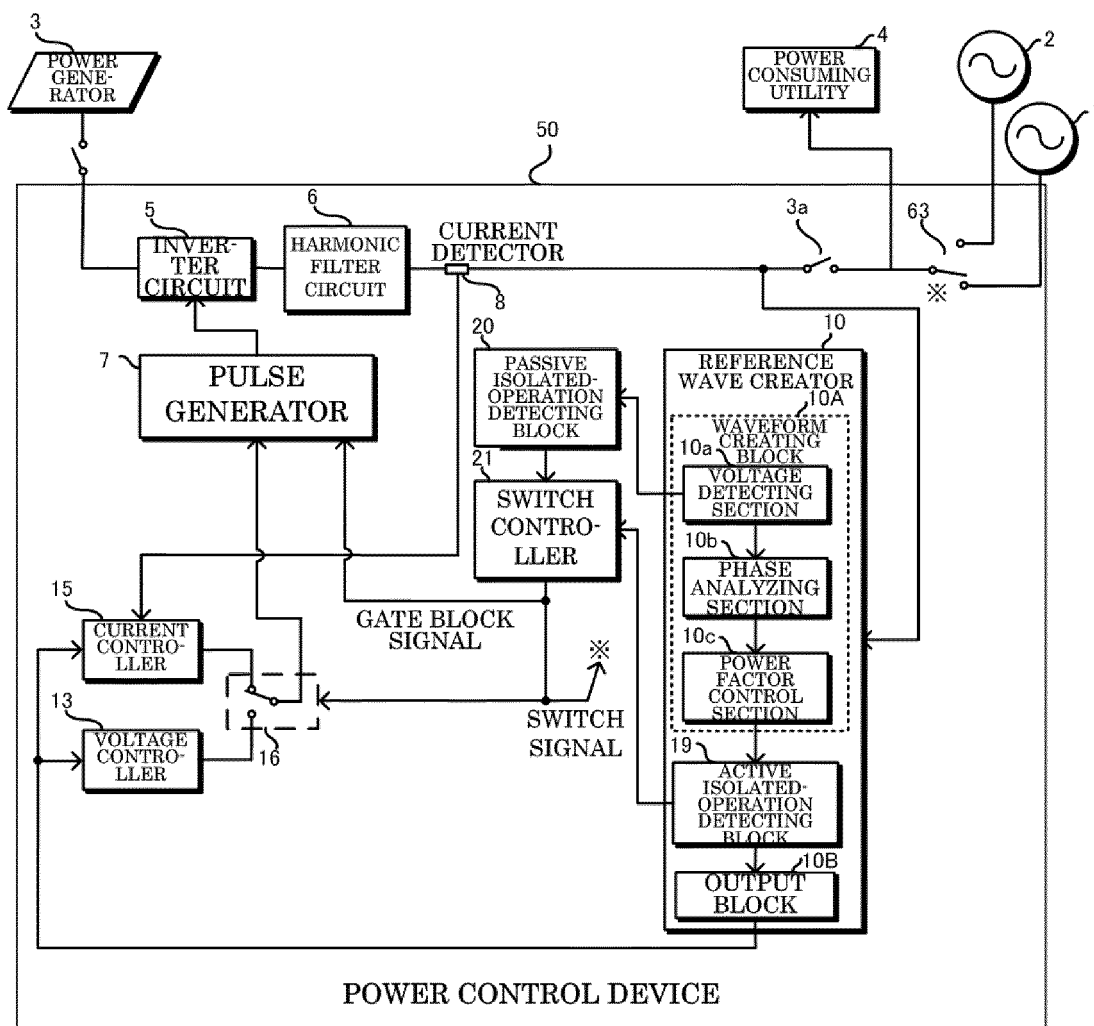 3
POWER
GENE-
RATOR
4
POWER
CONSUMING
UTILITY
2
50
5
INVER-
TER
CIRCUIT
6
HARMONIC
FILTER
CIRCUIT
CURRENT
DETECTOR
8
3a
63
※
7
PULSE
GENERATOR
20
PASSIVE
ISOLATED-
OPERATION
DETECTING
BLOCK
21
SWITCH
CONTRO-
LLER
10
REFERENCE
WAVE CREATOR
10A
WAVEFORM
CREATING
BLOCK
10a
VOLTAGE
DETECTING
SECTION
10b
PHASE
ANALYZING
SECTION
10c
POWER
FACTOR
CONTROL
SECTION
19
ACTIVE
ISOLATED-
OPERATION
DETECTING
BLOCK
10B
OUTPUT
BLOCK
GATE BLOCK
SIGNAL
※
SWITCH
SIGNAL
15
CURRENT
CONTRO-
LLER
13
VOLTAGE
CONTRO-
LLER
16
POWER CONTROL DEVICE